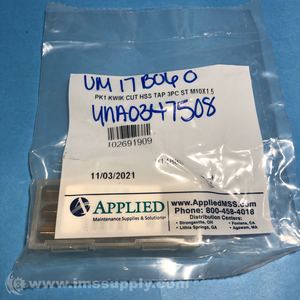 UM17B060
PK1 KWIK CUT HSS TAP 3PC ST M10X1.5
UNA0347508
102691909
11/03/2021
APPLIED
Maintenance Supplies & Solutions
www.AppliedMSS.com
Phone: 800-458-4018
Distribution Centers:
• Strongsville, OH • Fontana, CA
• Lithia Springs, GA • Agawam, MA
www.imssupply.com